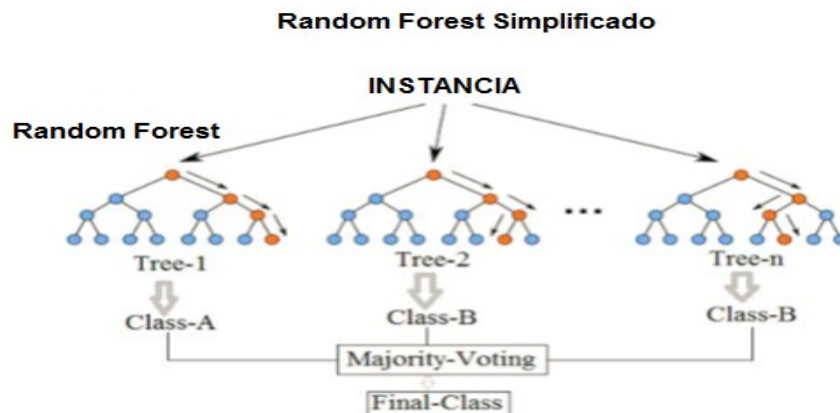 Random Forest Simplificado
INSTANCIA
Random Forest
...
Tree-1 Tree-2 Tree-n
Class-A Class-B Class-B
Majority-Voting
Final-Class